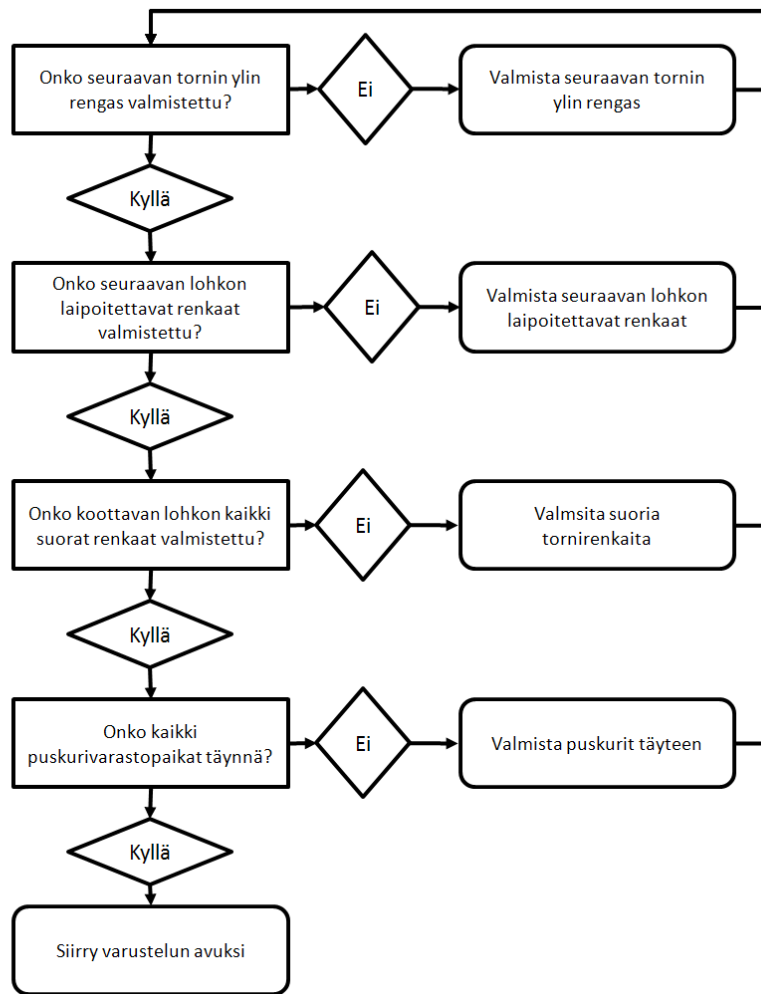 Onko seuraavan tornin ylin
rengas valmistettu?
Ei
Valmista seuraavan tornin
ylin rengas
Kyllä
Onko seuraavan lohkon
laipoitettavat renkaat
valmistettu?
Ei
Valmista seuraavan lohkon
laipoitettavat renkaat
Kyllä
Onko koottavan lohkon kaikki
suorat renkaat valmistettu?
Ei
Valmsita suoria
tornirenkaita
Kyllä
Onko kaikki
puskurivarastopaikat täynnä?
Ei
Valmista puskurit täyteen
Kyllä
Siirry varustelun avuksi